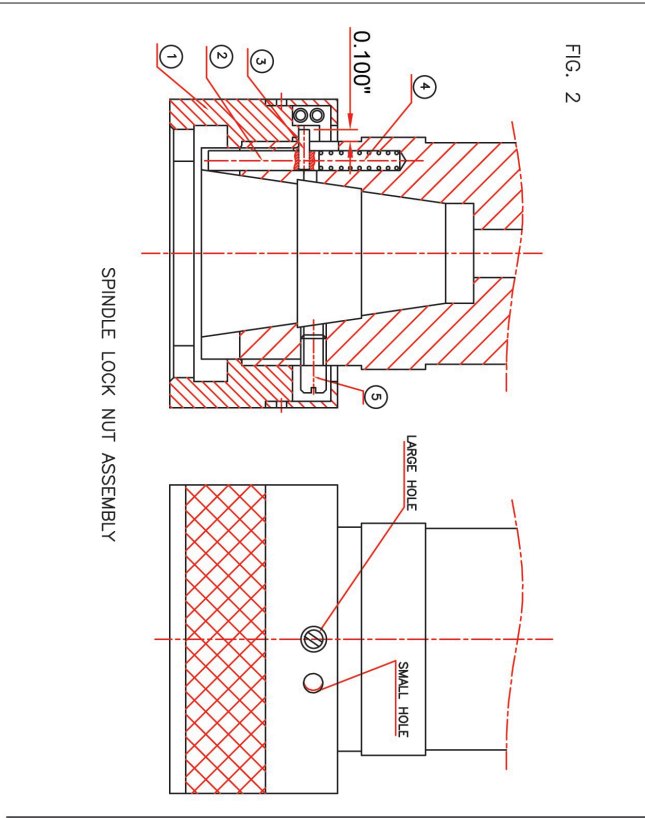 FIG. 2
0.100"
1
2
3
4
5
LARGE HOLE
SMALL HOLE
SPINDLE LOCK NUT ASSEMBLY